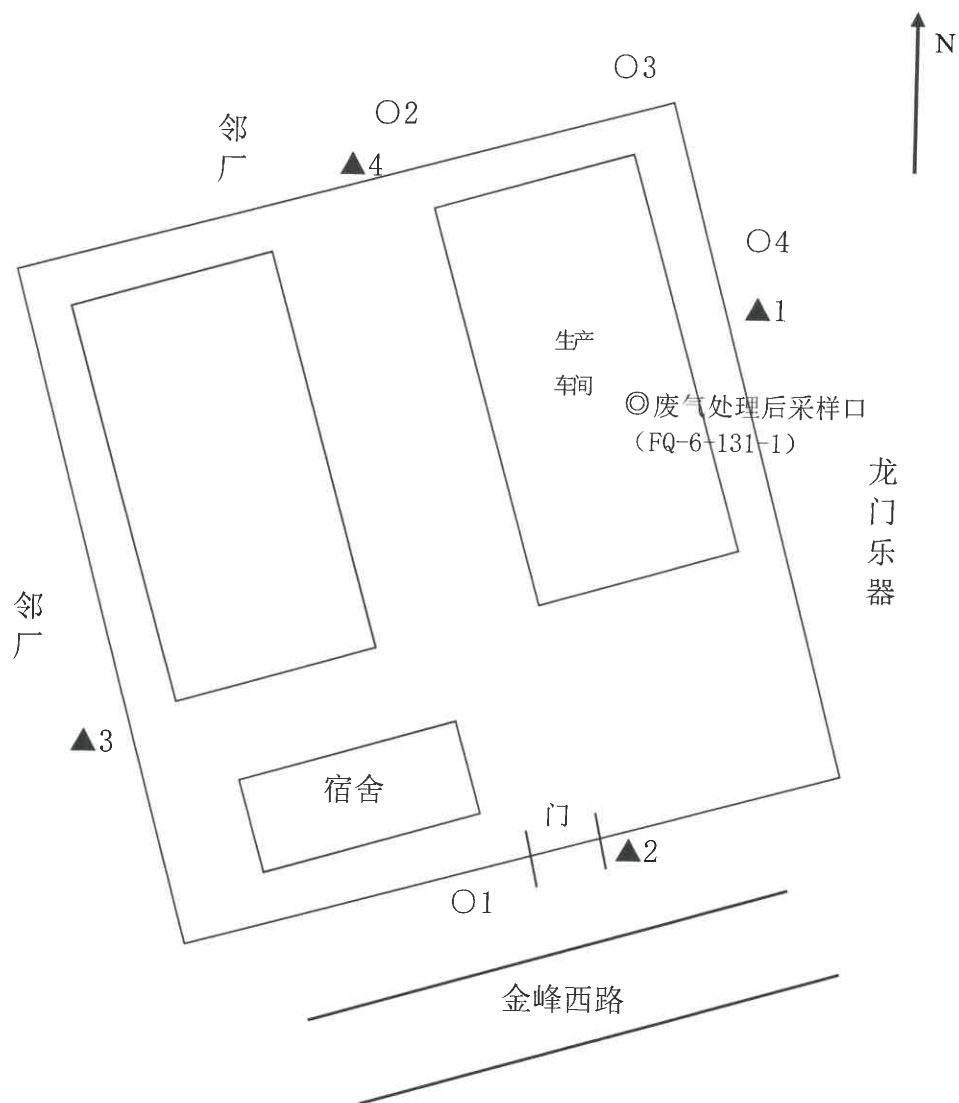 N
○3
○2
邻
厂
▲4
○4
▲1
生产
车间
◎废气处理后采样口
（FQ-6-131-1）
龙
门
乐
器
邻
厂
▲3
宿舍
门
▲2
○1
金峰西路